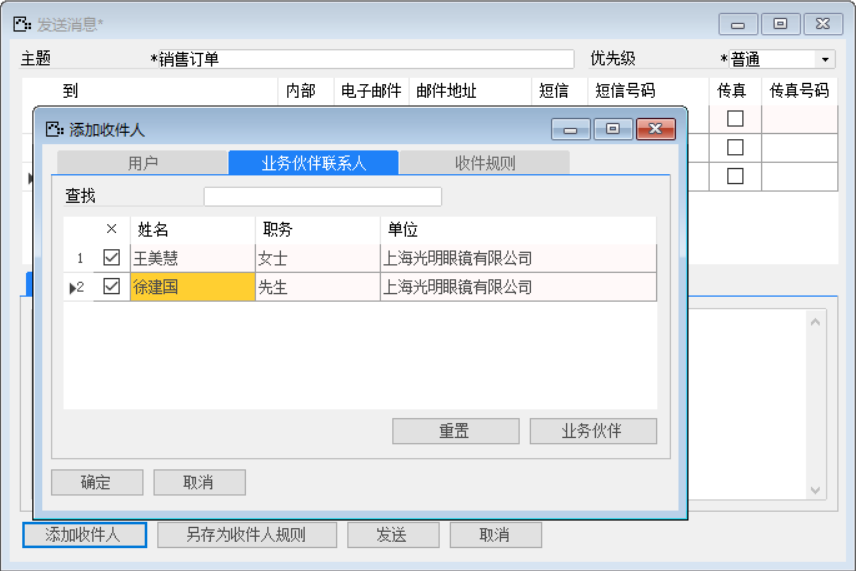 发送消息*
主题 *销售订单 优先级 *普通
到 内部 电子邮件 邮件地址 短信 短信号码 传真 传真号码
添加收件人
用户 业务伙伴联系人 收件规则
查找
× 姓名 职务 单位
1 王美慧 女士 上海光明眼镜有限公司
2 徐建国 先生 上海光明眼镜有限公司
重置 业务伙伴
确定 取消
添加收件人 另存为收件人规则 发送 取消